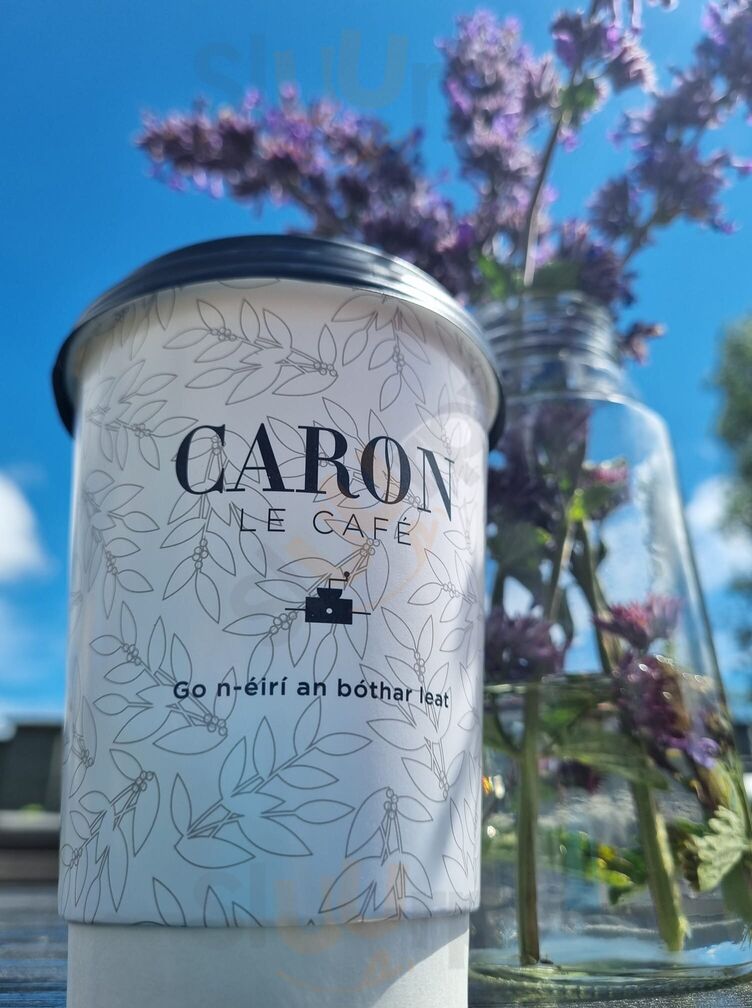 CARON
LE CAFÉ
Go n-éirí an bóthar leat